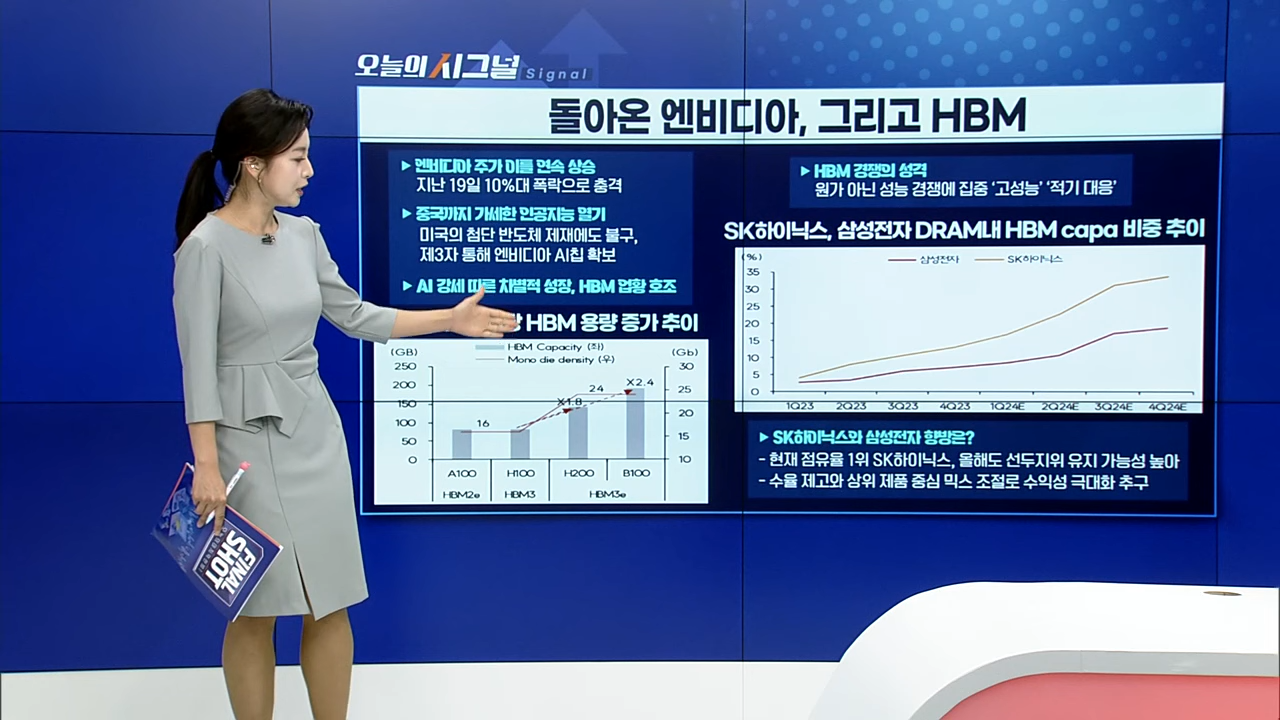 오늘의 시그널 Signal
돌아온 엔비디아, 그리고 HBM
▶ 엔비디아 주가 이틀 연속 상승
지난 19일 10%대 폭락으로 충격
▶ 중국까지 가세한 인공지능 열기
미국의 첨단 반도체 제재에도 불구,
제3자 통해 엔비디아 AI칩 확보
▶ AI 강세 따른 차별적 성장, HBM 업황 호조
HBM 용량 증가 추이
(GB) HBM Capacity (좌) (Gb)
Mono die density (우)
250 30
200 25
150 20
100 15
50 10
0
16
X1.8
24
X2.4
A100 H100 H200 B100
HBM2e HBM3 HBM3e
▶ HBM 경쟁의 성격
원가 아닌 성능 경쟁에 집중 '고성능' '적기 대응'
SK하이닉스, 삼성전자 DRAM내 HBM capa 비중 추이
(%) 삼성전자 SK하이닉스
35
30
25
20
15
10
5
0
1Q23 2Q23 3Q23 4Q23 1Q24E 2Q24E 3Q24E 4Q24E
▶ SK하이닉스와 삼성전자 향방은?
- 현재 점유율 1위 SK하이닉스, 올해도 선두지위 유지 가능성 높아
- 수율 제고와 상위 제품 중심 믹스 조절로 수익성 극대화 추구
FINAL
SHOT